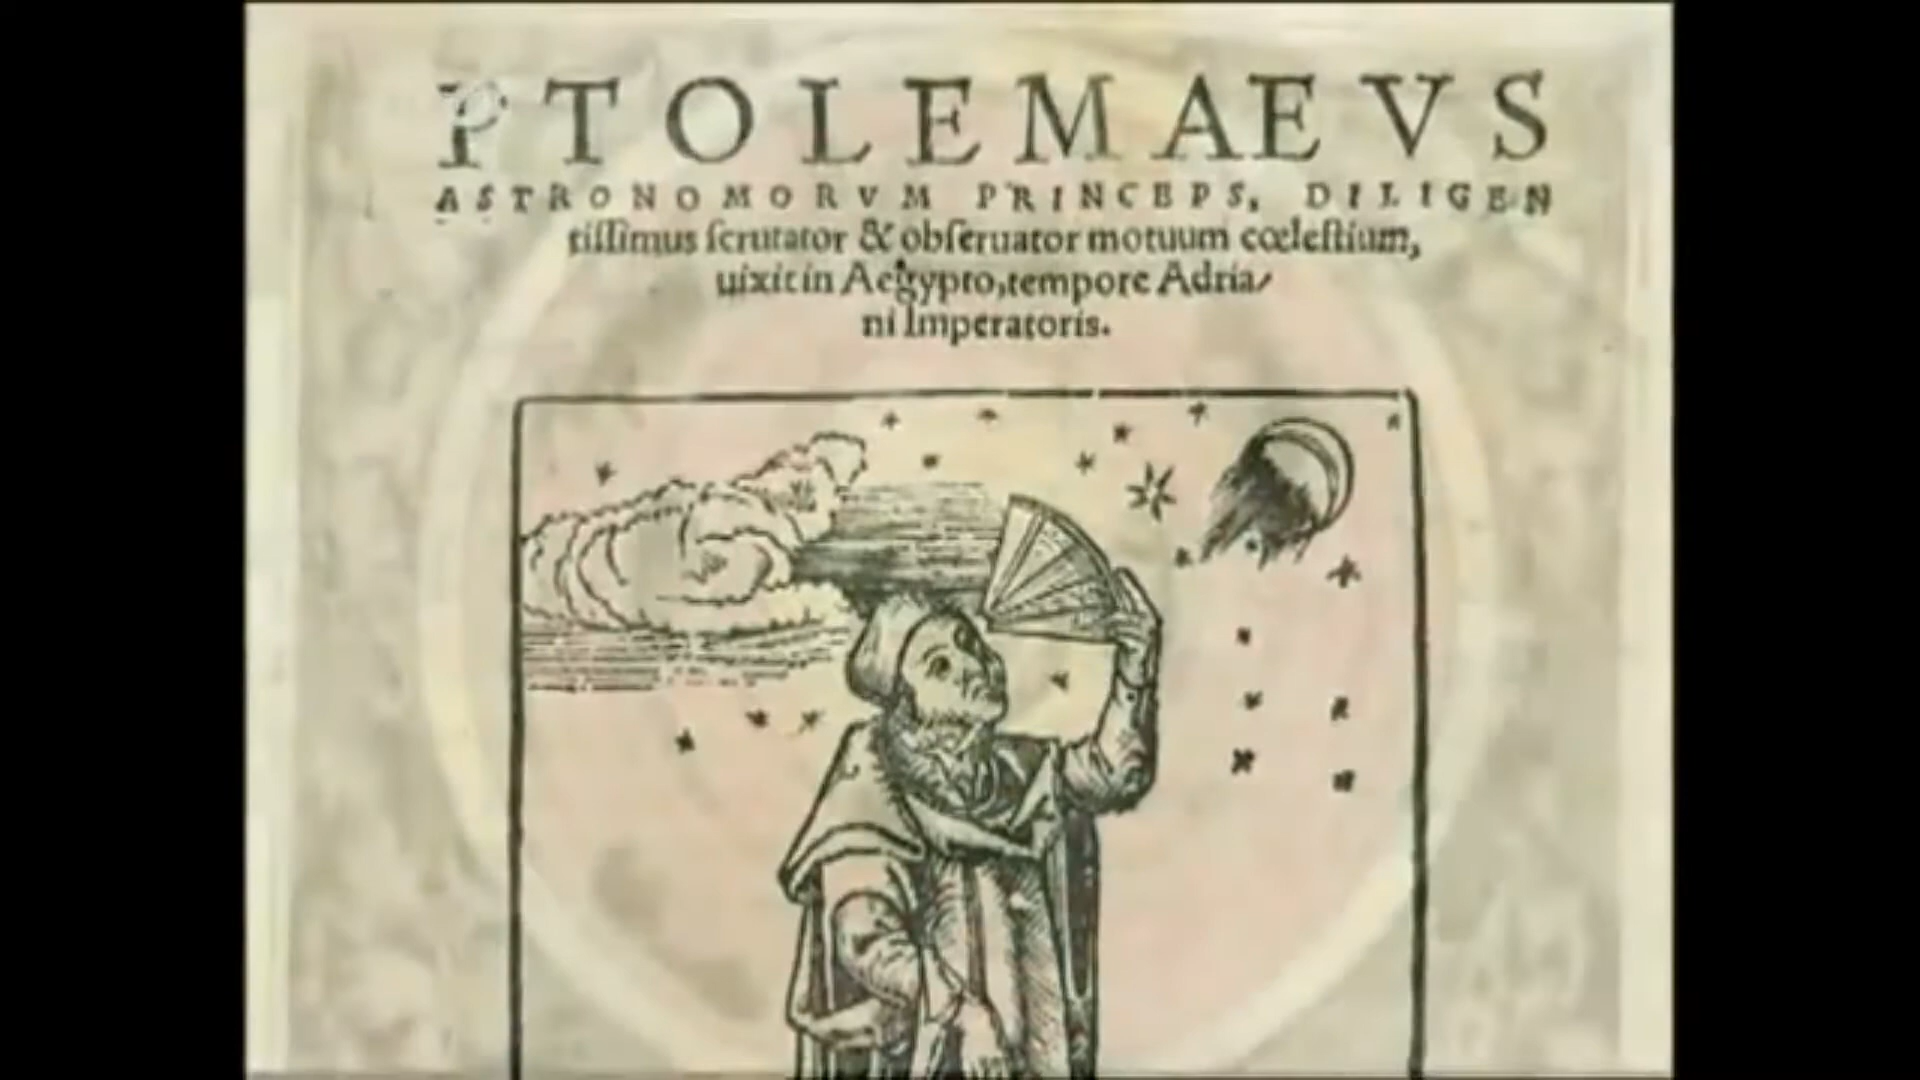 PTOLEMAEVS
ASTRONOMORVM PRINCEPS, DILIGEN
tiſſimus ſcrutator & obſeruator motuum cœleſtium,
uixit in Aegypto, tempore Adria/
ni Imperatoris.